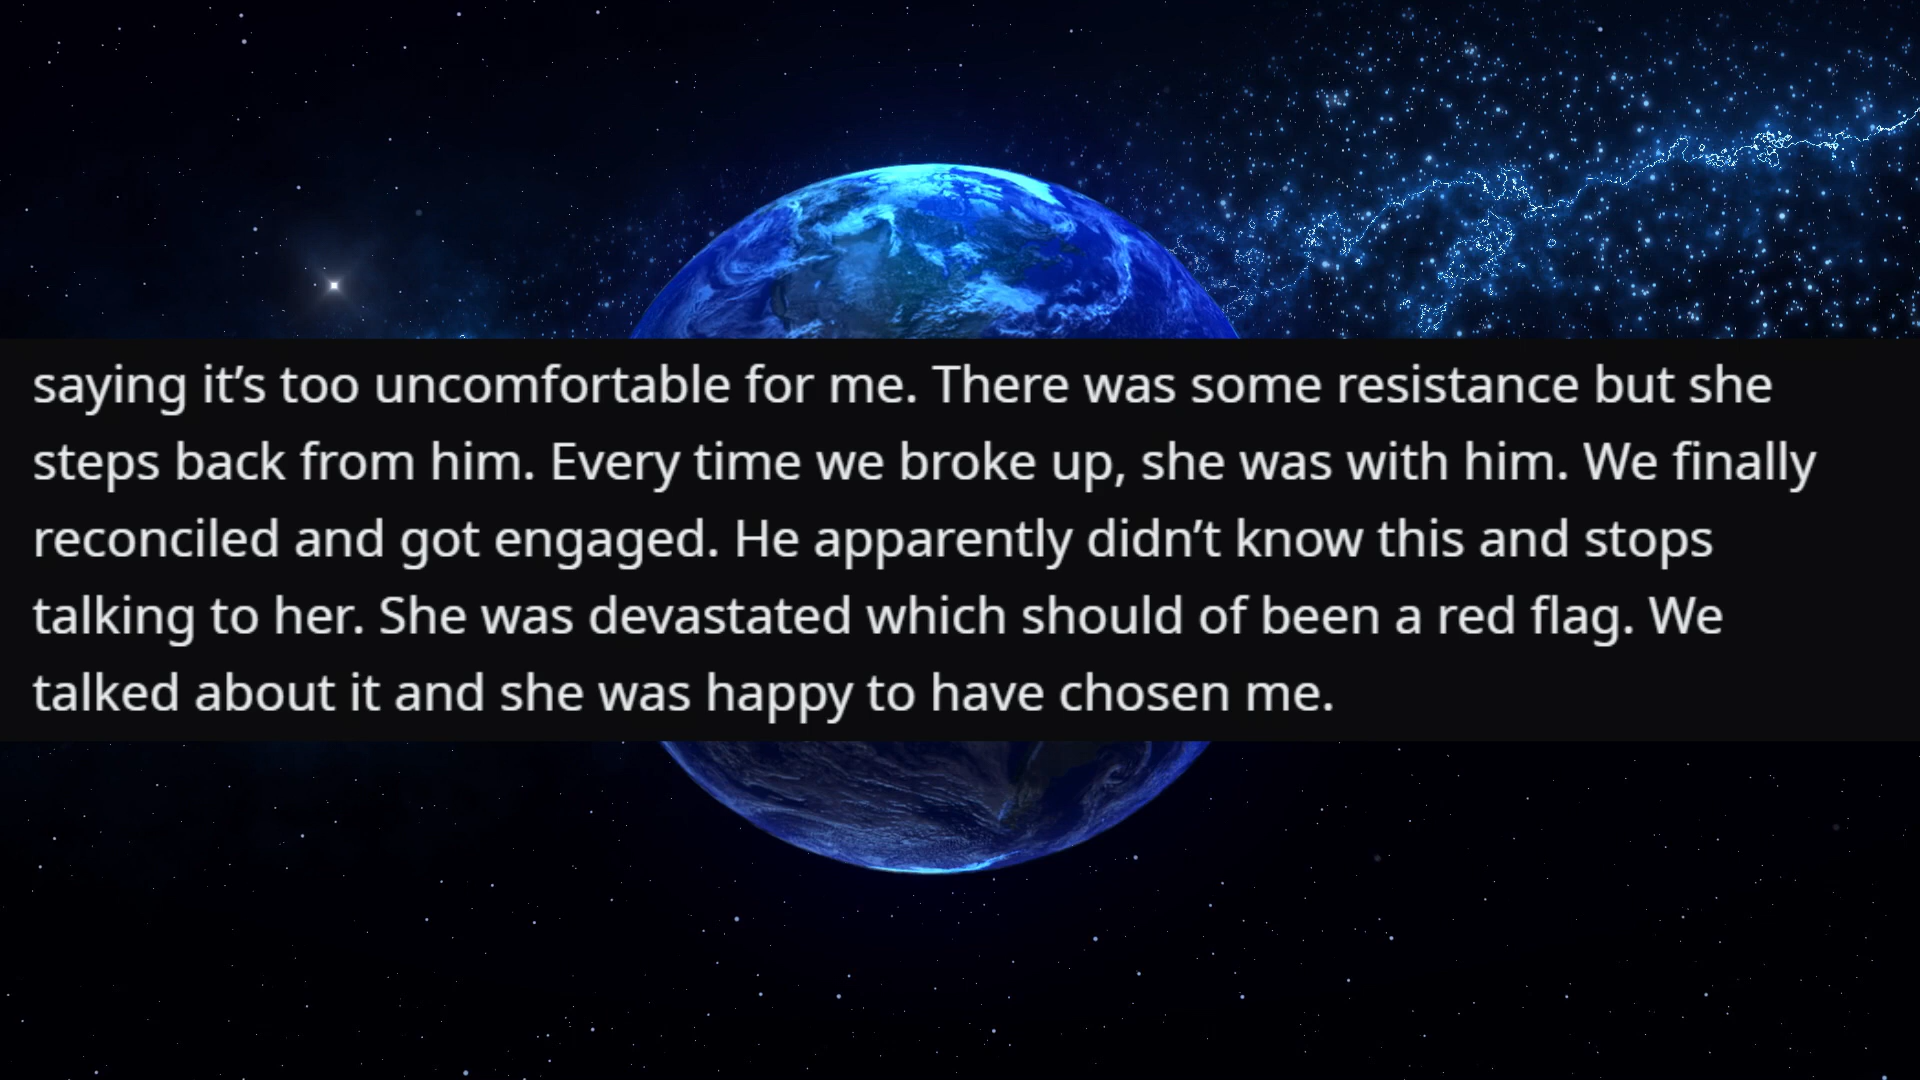 saying it’s too uncomfortable for me. There was some resistance but she
steps back from him. Every time we broke up, she was with him. We finally
reconciled and got engaged. He apparently didn’t know this and stops
talking to her. She was devastated which should of been a red flag. We
talked about it and she was happy to have chosen me.